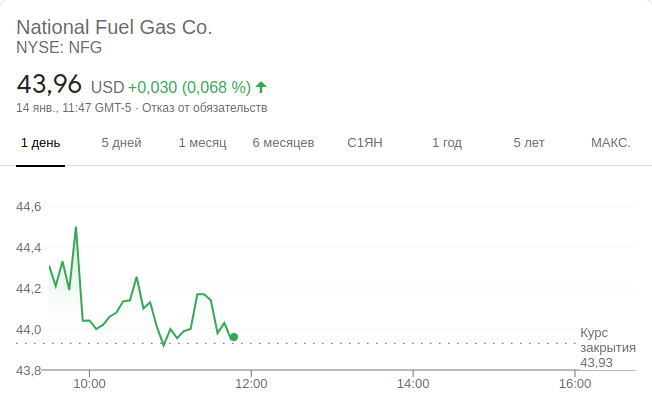 National Fuel Gas Co.
NYSE: NFG
43,96 USD +0,030 (0,068 %)
14 янв., 11:47 GMT-5 · Отказ от обязательств
1 день 5 дней 1 месяц 6 месяцев С1ЯН 1 год 5 лет МАКС.
44,6
44,4
44,2
44,0
Курс
закрытия
43,93
43,8
10:00 12:00 14:00 16:00